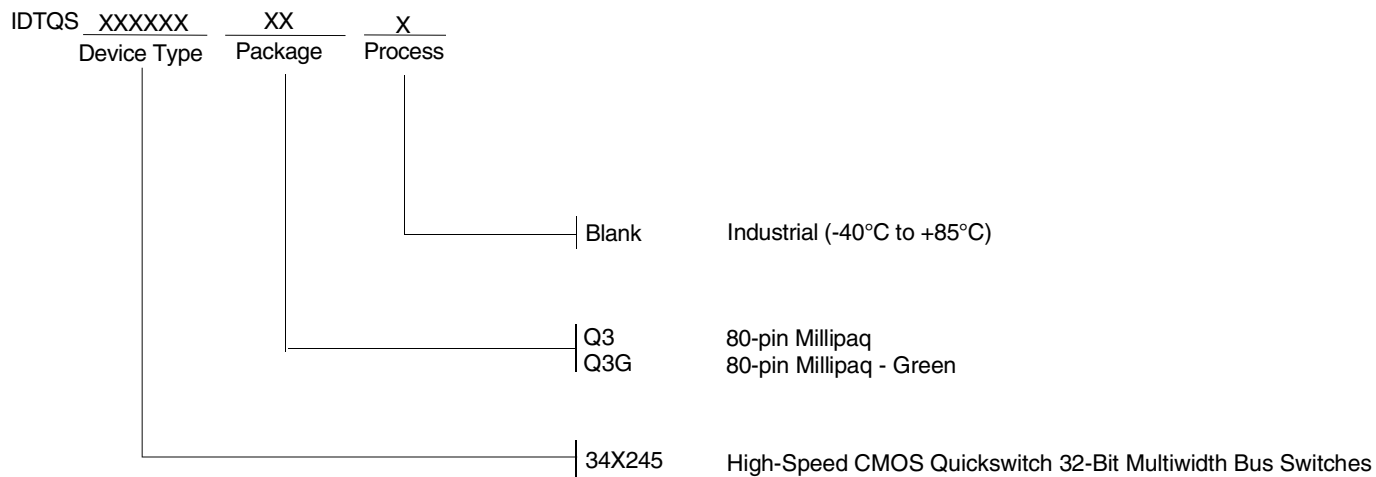 IDTQS XXXXXX XX X
Device Type Package Process
Blank Industrial (-40°C to +85°C)
Q3 80-pin Millipaq
Q3G 80-pin Millipaq - Green
34X245 High-Speed CMOS Quickswitch 32-Bit Multiwidth Bus Switches